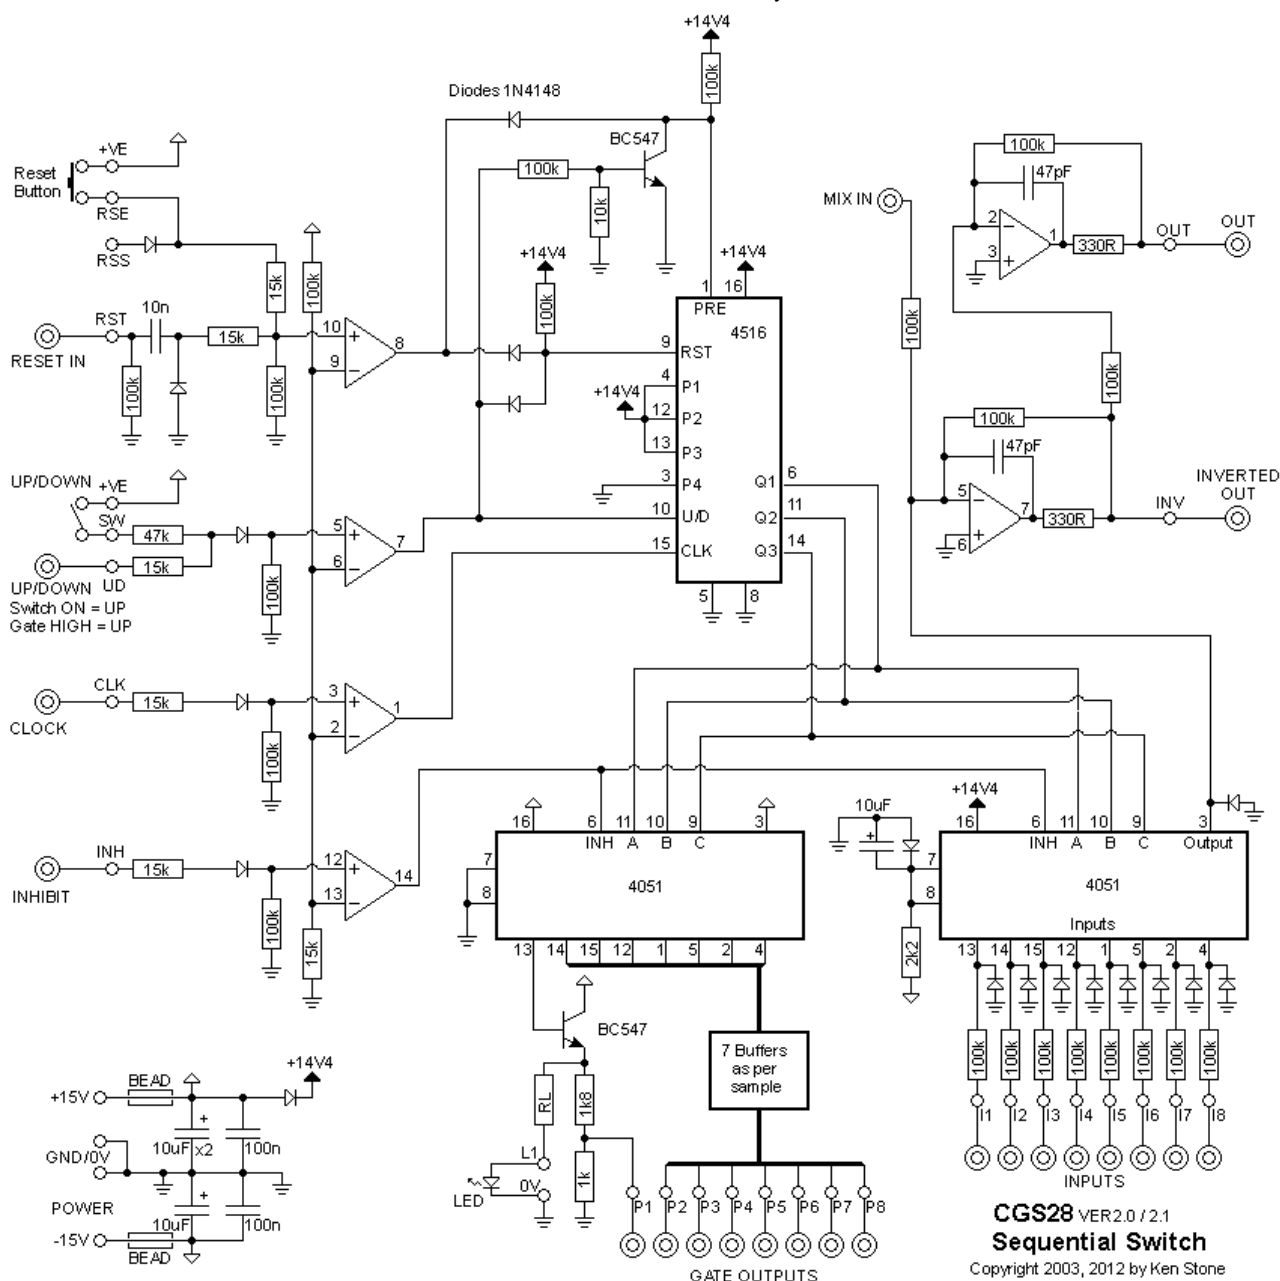 +14V4
100k
Diodes 1N4148
BC547
100k
10k
+VE
Reset
Button
RSE
RSS
15k
100k
10n
RST
15k
RESET IN
100k
100k
10
9
8
+14V4
100k
+14V4
1
16
PRE
4516
9
RST
4
P1
+14V4
12
P2
13
P3
3
P4
10
U/D
15
CLK
Q1
6
Q2
11
Q3
14
5
8
UP/DOWN
+VE
SW
47k
15k
UP/DOWN
UD
Switch ON = UP
Gate HIGH = UP
100k
5
6
7
CLK
15k
CLOCK
100k
3
2
1
INH
15k
INHIBIT
100k
12
13
14
15k
MIX IN
100k
100k
47pF
2
3
1
330R
OUT
OUT
100k
100k
47pF
5
6
7
330R
INV
INVERTED
OUT
16
6
11
10
9
3
INH
A
B
C
7
8
4051
13
14
15
12
1
5
2
4
BC547
RL
1k8
L1
0V
LED
1k
7 Buffers
as per
sample
P1
P2
P3
P4
P5
P6
P7
P8
GATE OUTPUTS
10uF
+
+14V4
16
6
11
10
9
3
INH
A
B
C
Output
7
8
4051
Inputs
2k2
13
14
15
12
1
5
2
4
100k
100k
100k
100k
100k
100k
100k
100k
I1
I2
I3
I4
I5
I6
I7
I8
INPUTS
BEAD
+14V4
+15V
+
10uF
x2
100n
GND/0V
POWER
+
10uF
100n
-15V
BEAD
CGS28 VER2.0 / 2.1
Sequential Switch
Copyright 2003, 2012 by Ken Stone